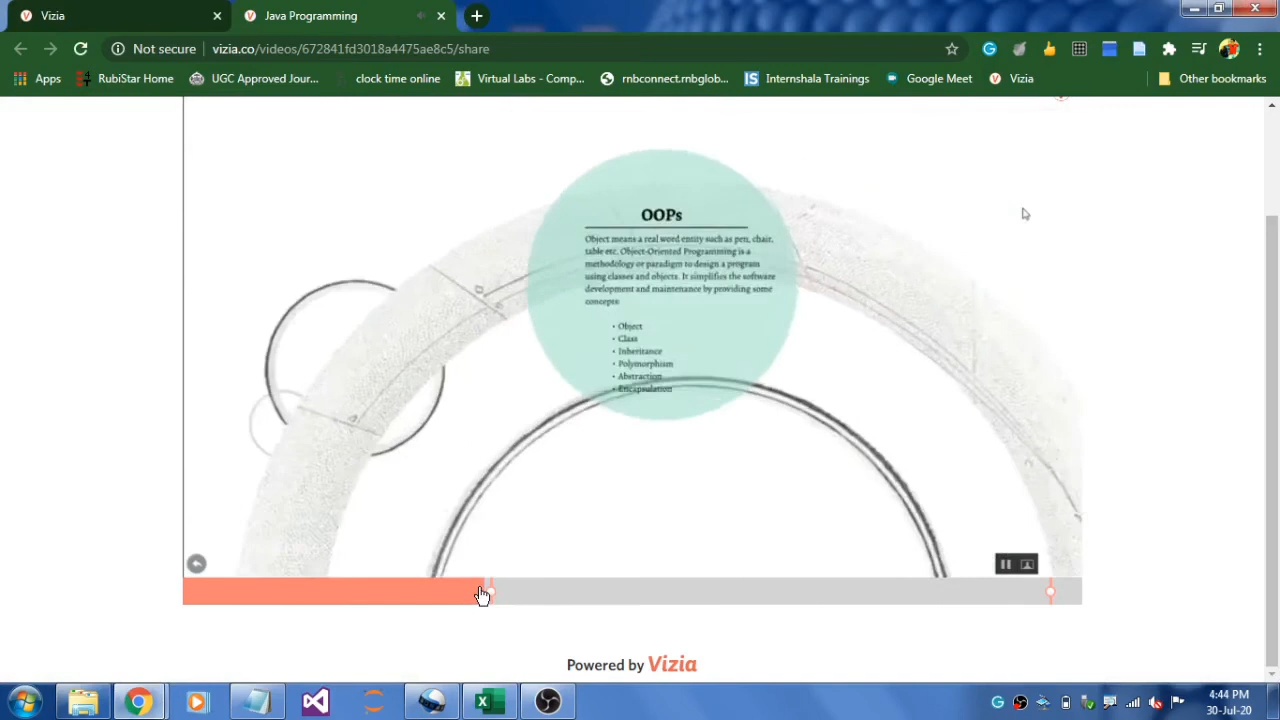 Vizia
Java Programming
Not secure
vizia.co/videos/672841fd3018a4475ae8c5/share
Apps
RubiStar Home
UGC Approved Jour...
clock time online
Virtual Labs - Comp...
rnbconnect.rnbglob...
Internshala Trainings
Google Meet
Vizia
Other bookmarks
OOPs
Object means a real word entity such as pen, chair,
table etc. Object-Oriented Programming is a
methodology or paradigm to design a program
using classes and objects. It simplifies the software
development and maintenance by providing some
concepts:
• Object
• Class
• Inheritance
• Polymorphism
• Abstraction
• Encapsulation
Powered by Vizia
4:44 PM
30-Jul-20